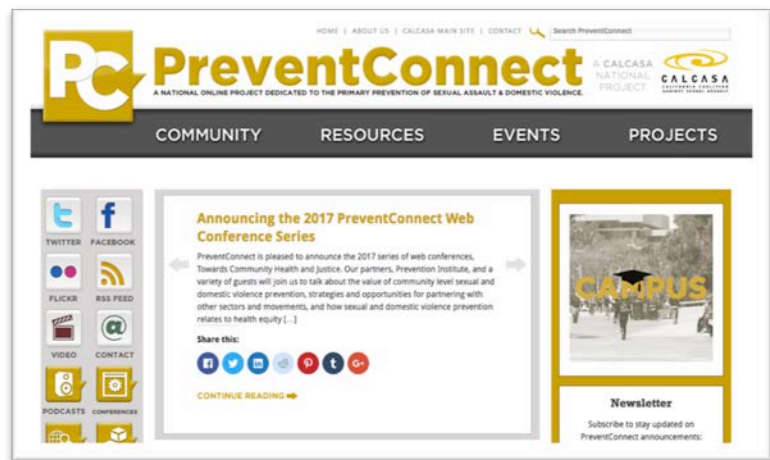 HOME | ABOUT US | CALCASA MAIN SITE | CONTACT
Search PreventConnect
PC
PreventConnect
A NATIONAL ONLINE PROJECT DEDICATED TO THE PRIMARY PREVENTION OF SEXUAL ASSAULT & DOMESTIC VIOLENCE.
A CALCASA
NATIONAL
PROJECT
CALCASA
CALIFORNIA COALITION
AGAINST SEXUAL ASSAULT
COMMUNITY RESOURCES EVENTS PROJECTS
TWITTER FACEBOOK
FLICKR RSS FEED
VIDEO CONTACT
PODCASTS CONFERENCES
Announcing the 2017 PreventConnect Web
Conference Series
PreventConnect is pleased to announce the 2017 series of web conferences,
Towards Community Health and Justice. Our partners, Prevention Institute, and a
variety of guests will join us to talk about the value of community level sexual and
domestic violence prevention, strategies and opportunities for partnering with
other sectors and movements, and how sexual and domestic violence prevention
relates to health equity [...]
Share this:
CONTINUE READING
CAMPUS
Newsletter
Subscribe to stay updated on
PreventConnect announcements: